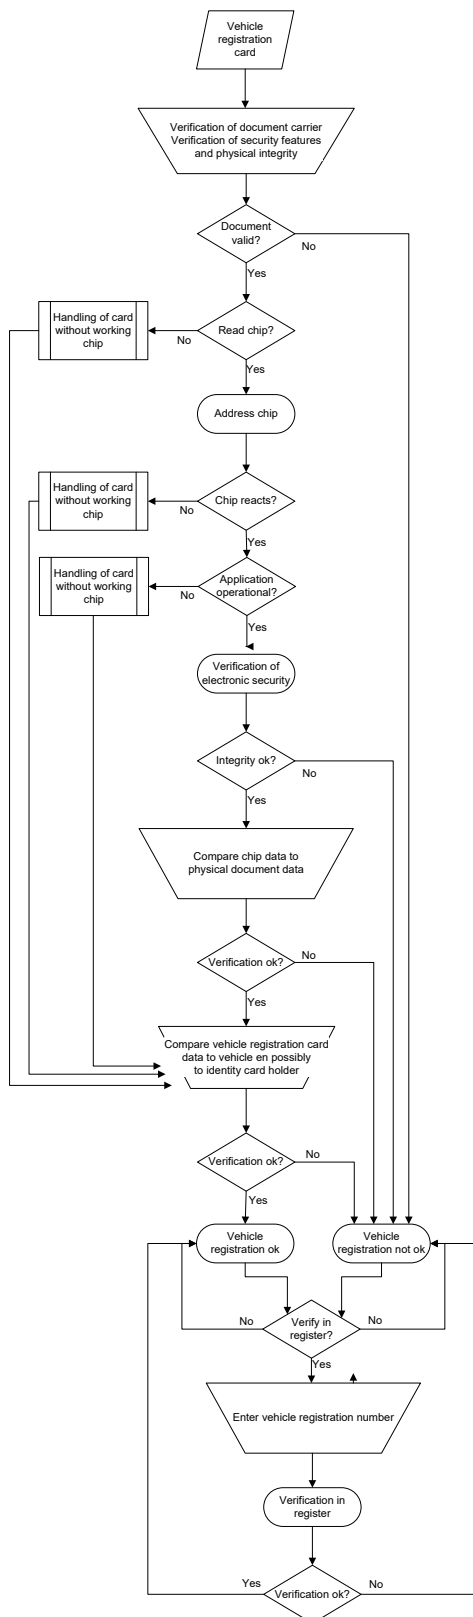 Vehicle
registration
card
Verification of document carrier
Verification of security features
and physical integrity
Document
valid?
No
Yes
Handling of card
without working
chip
No
Read chip?
Yes
Address chip
Handling of card
without working
chip
No
Chip reacts?
Yes
Handling of card
without working
chip
No
Application
operational?
Yes
Verification of
electronic security
Integrity ok?
No
Yes
Compare chip data to
physical document data
Verification ok?
No
Yes
Compare vehicle registration card
data to vehicle en possibly
to identity card holder
Verification ok?
No
Yes
Vehicle
registration ok
Vehicle
registration not ok
No
Verify in
register?
No
Yes
Enter vehicle registration number
Verification in
register
Yes
Verification ok?
No